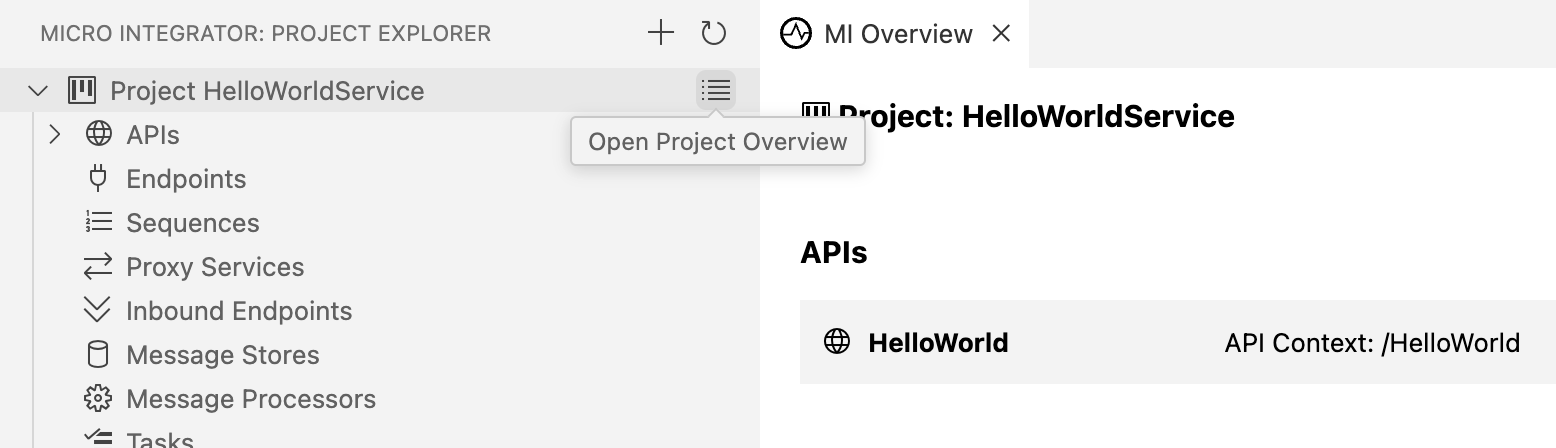 MICRO INTEGRATOR: PROJECT EXPLORER
Project HelloWorldService
Open Project Overview
APIs
Endpoints
Sequences
Proxy Services
Inbound Endpoints
Message Stores
Message Processors
Tasks
MI Overview
Project: HelloWorldService
APIs
HelloWorld API Context: /HelloWorld